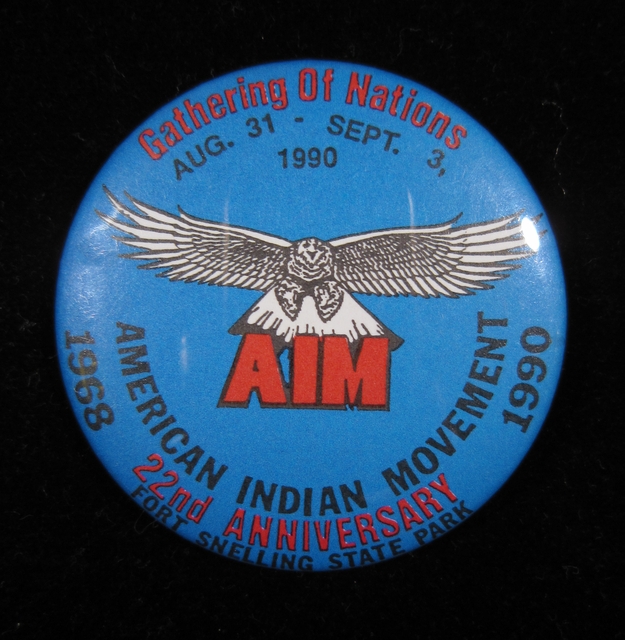 Gathering Of Nations
AUG. 31 - SEPT. 3,
1990
AIM
1968
AMERICAN INDIAN MOVEMENT
1990
22nd ANNIVERSARY
FORT SNELLING STATE PARK